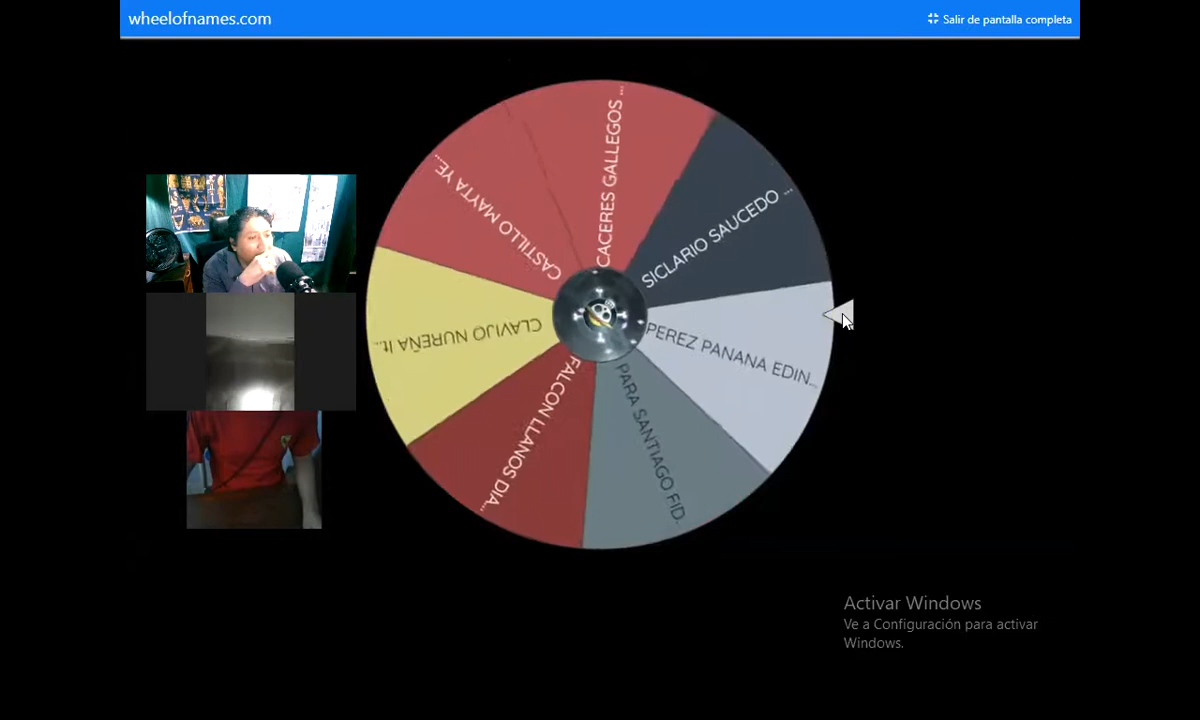 wheelofnames.com
Salir de pantalla completa
CACERES GALLEGOS ...
SICLARIO SAUCEDO ...
PEREZ PANANA EDIN...
PARA SANTIAGO FID.
FALCON LLANOS DIA...
CLAVIJO NUREÑA It...
CASTILLO MAYTA YE...
Activar Windows
Ve a Configuración para activar
Windows.